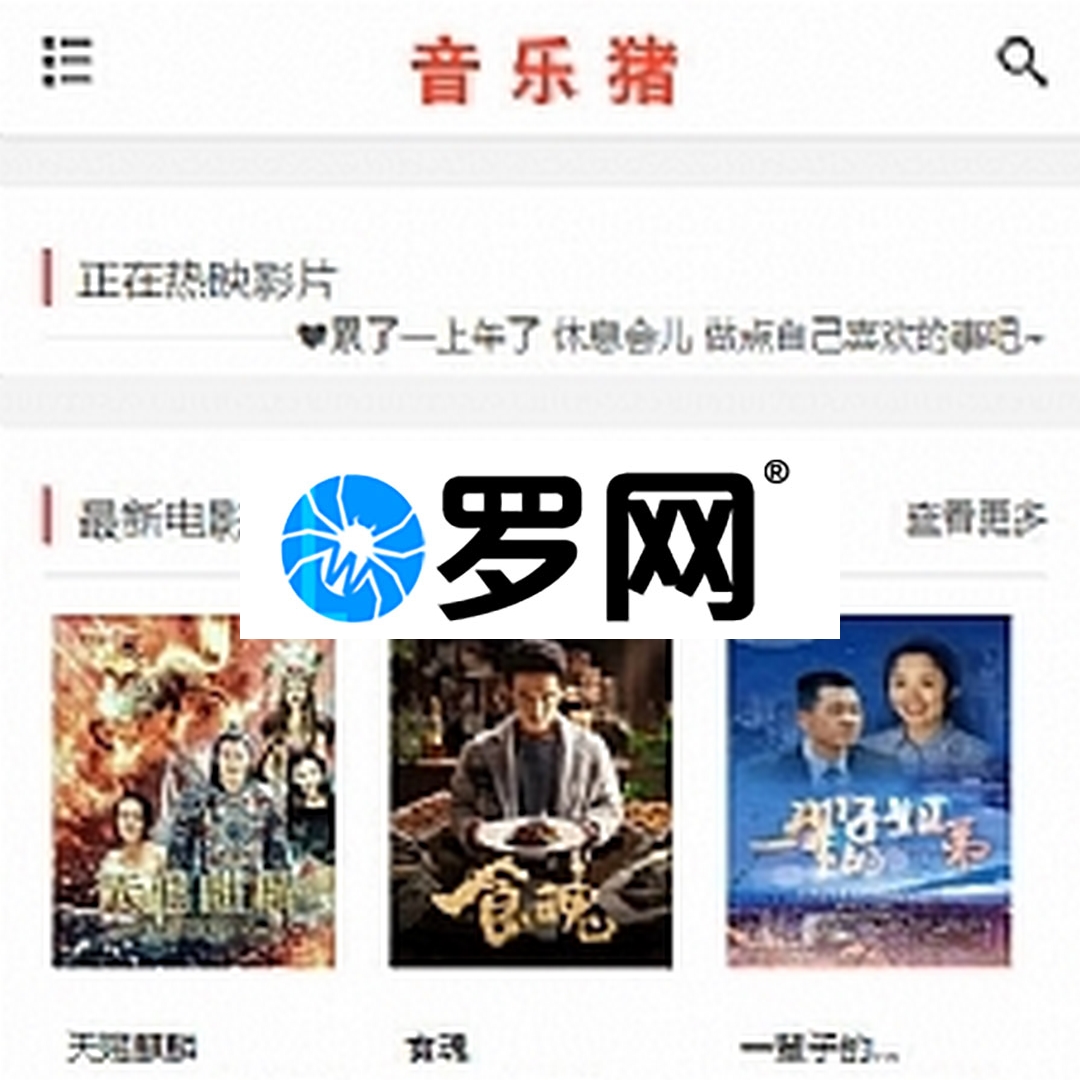 音乐猪
正在热映影片
❤累了一上午了 休息会儿 做点自己喜欢的事吧~
最新电影
查看更多
罗网®
食魂
天赐麒麟
食魂
一辈子的...